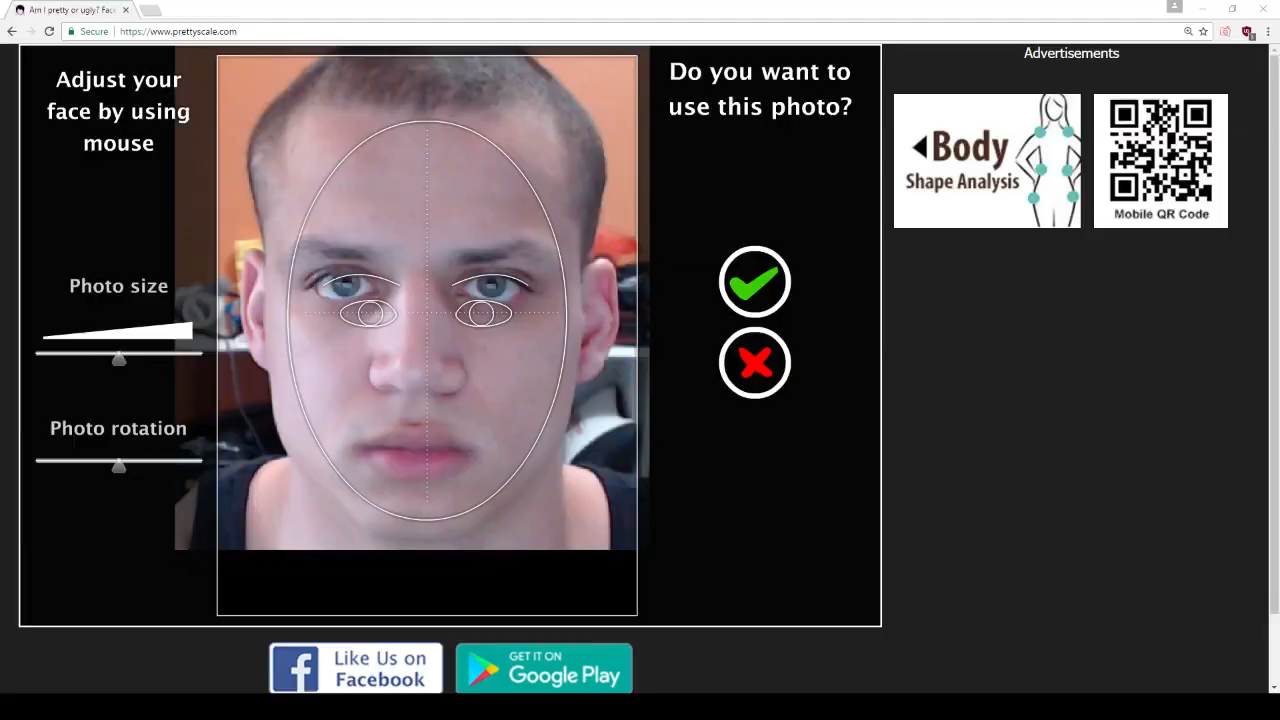 Am I pretty or ugly? Fac
Secure
https://www.prettyscale.com
Adjust your
face by using
mouse
Photo size
Photo rotation
Do you want to
use this photo?
Advertisements
Body
Shape Analysis
Mobile QR Code
Like Us on
Facebook
GET IT ON
Google Play